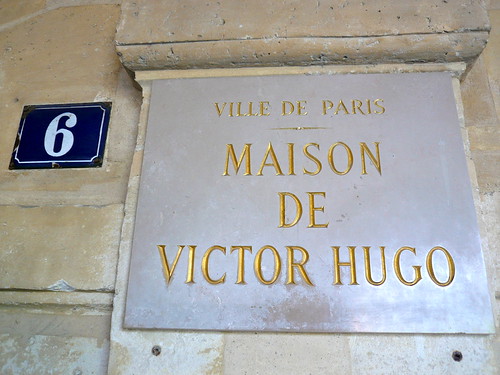 6
VILLE DE PARIS
MAISON
DE
VICTOR HUGO